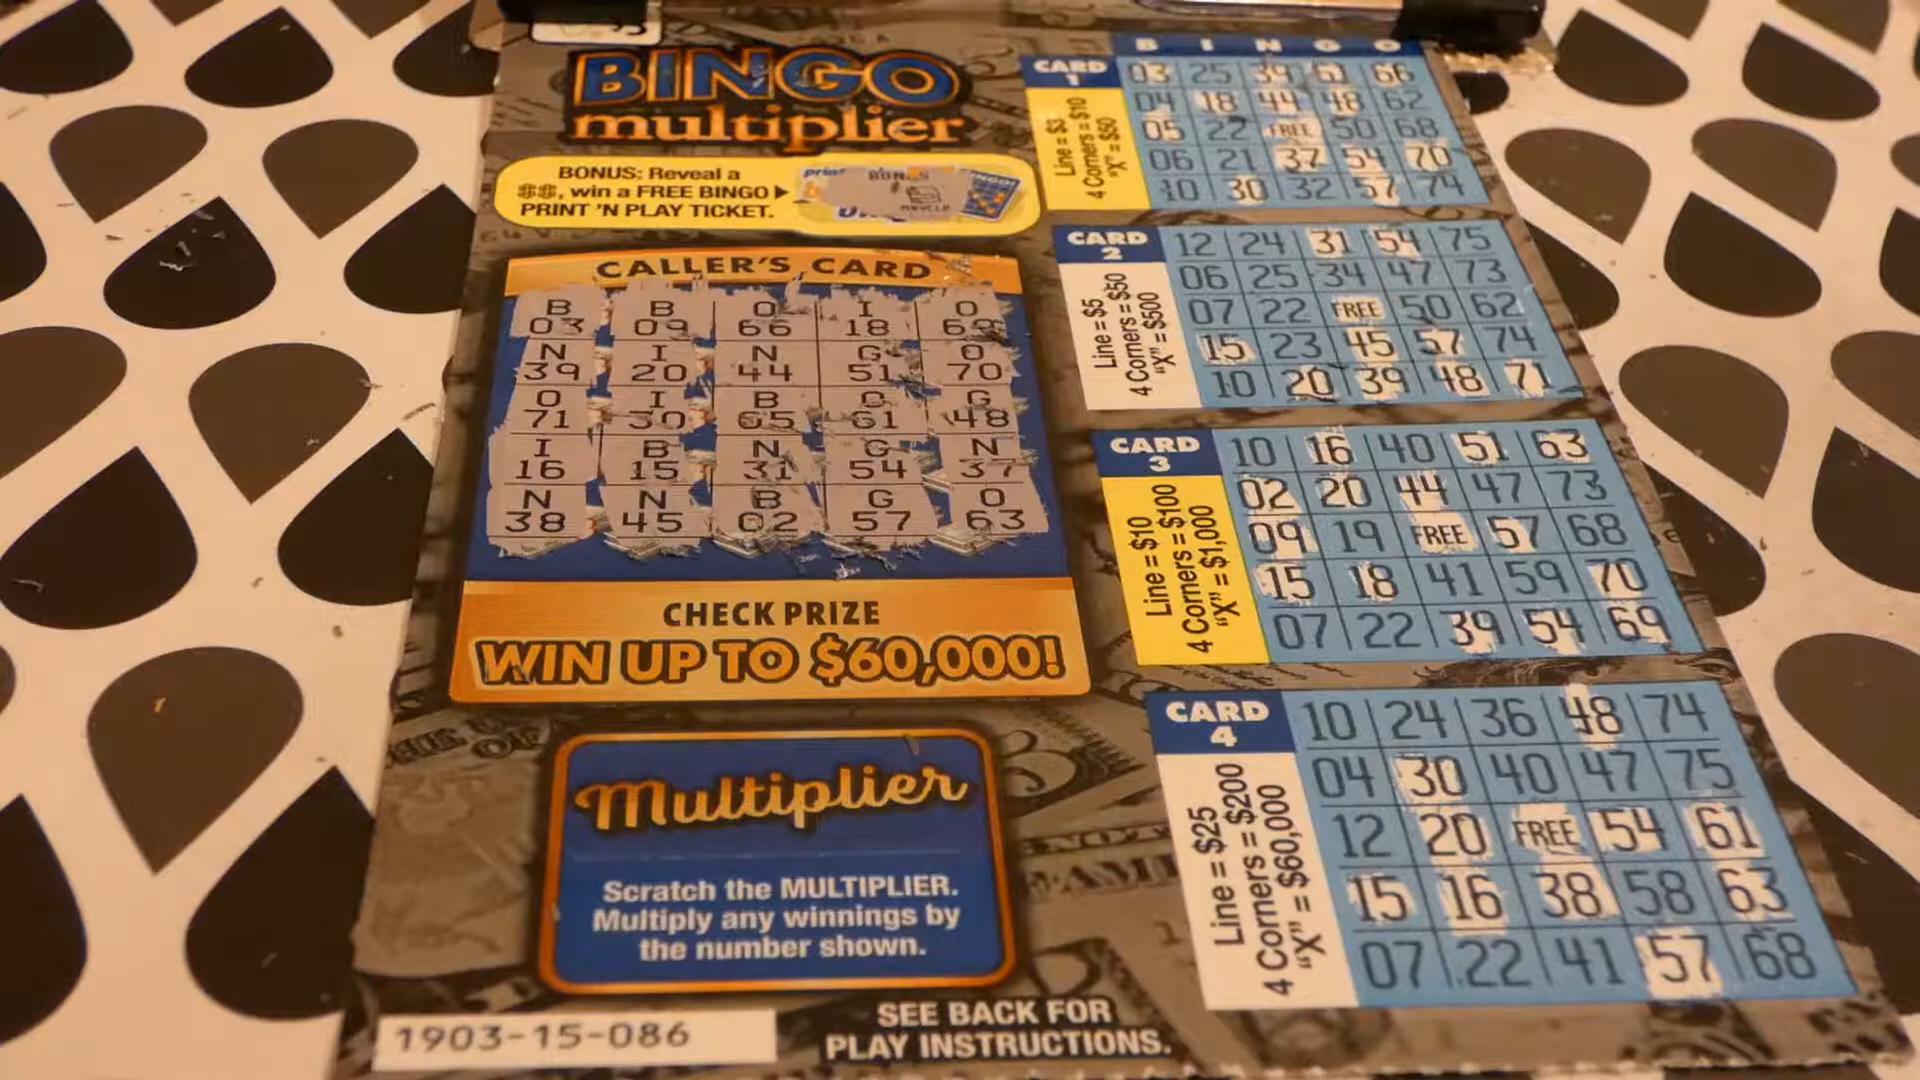 BINGO
multiplier
BONUS: Reveal a
$$, win a FREE BINGO
PRINT 'N PLAY TICKET.
BONUS
CALLER'S CARD
B B O I O
03 09 66 18 69
N I N G O
39 20 44 51 70
O I B O G
71 30 05 61 48
I B N G N
16 15 31 54 37
N N B G O
38 45 02 57 63
CHECK PRIZE
WIN UP TO $60,000!
Multiplier
Scratch the MULTIPLIER.
Multiply any winnings by
the number shown.
1903-15-086
SEE BACK FOR
PLAY INSTRUCTIONS.
B I N G O
CARD
1
Line = $3
4 Corners = $10
"X" = $50
03 25 39 61 66
04 18 44 48 62
05 22 FREE 50 68
06 21 37 54 70
10 30 32 57 74
CARD
2
Line = $5
4 Corners = $50
"X" = $500
12 24 31 54 75
06 25 34 47 73
07 22 FREE 50 62
15 23 45 57 74
10 20 39 48 71
CARD
3
Line = $10
4 Corners = $100
"X" = $1,000
10 16 40 51 63
02 20 44 47 73
09 19 FREE 57 68
15 18 41 59 70
07 22 39 54 69
CARD
4
Line = $25
4 Corners = $200
"X" = $60,000
10 24 36 48 74
04 30 40 47 75
12 20 FREE 54 61
15 16 38 58 63
07 22 41 57 68